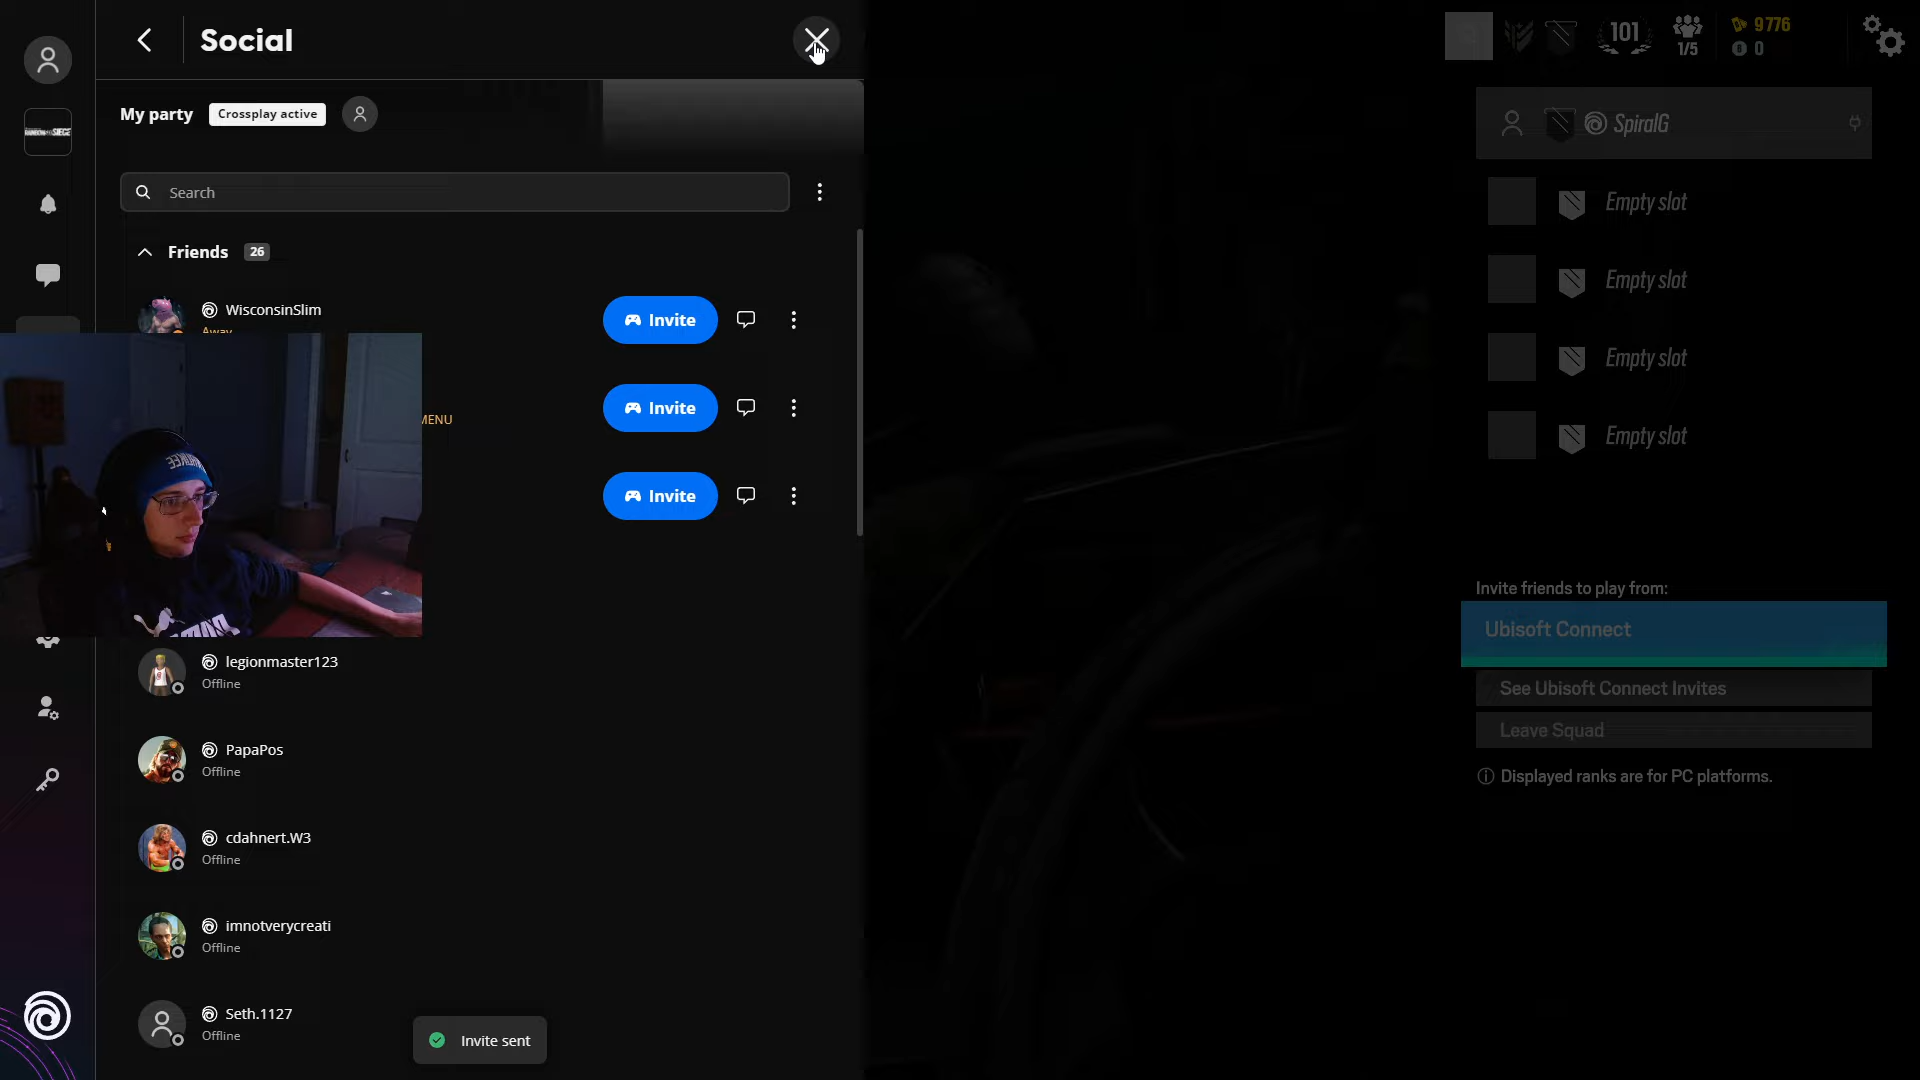 Social
My party
Crossplay active
Search
Friends 26
WisconsinSlim
Away
Invite
MENU
Invite
Invite
legionmaster123
Offline
PapaPos
Offline
cdahnert.W3
Offline
imnotverycreati
Offline
Seth.1127
Offline
Invite sent
101
1/5
9 776
0
SpiralG
Empty slot
Empty slot
Empty slot
Empty slot
Invite friends to play from:
Ubisoft Connect
See Ubisoft Connect Invites
Leave Squad
Displayed ranks are for PC platforms.